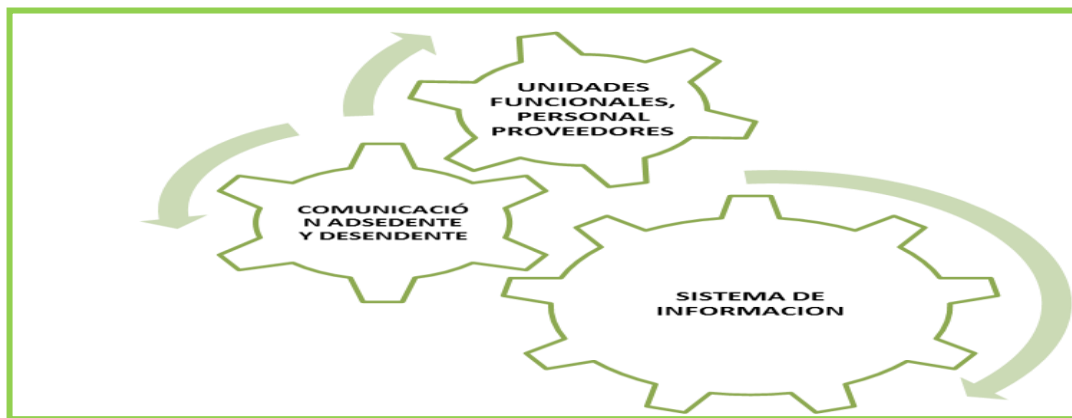 UNIDADES
FUNCIONALES,
PERSONAL
PROVEEDORES
COMUNICACIÓ
N ADSEDENTE
Y DESENDENTE
SISTEMA DE
INFORMACION